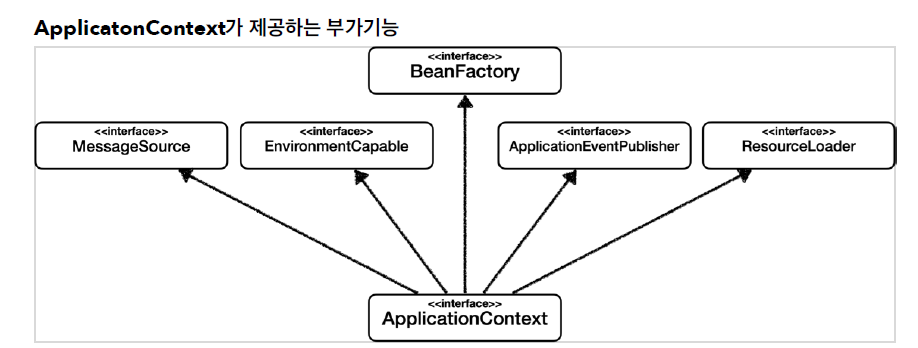 ApplicatonContext가 제공하는 부가기능
<<interface>>
BeanFactory
<<interface>>
MessageSource
<<interface>>
EnvironmentCapable
<<interface>>
ApplicationEventPublisher
<<interface>>
ResourceLoader
<<interface>>
ApplicationContext